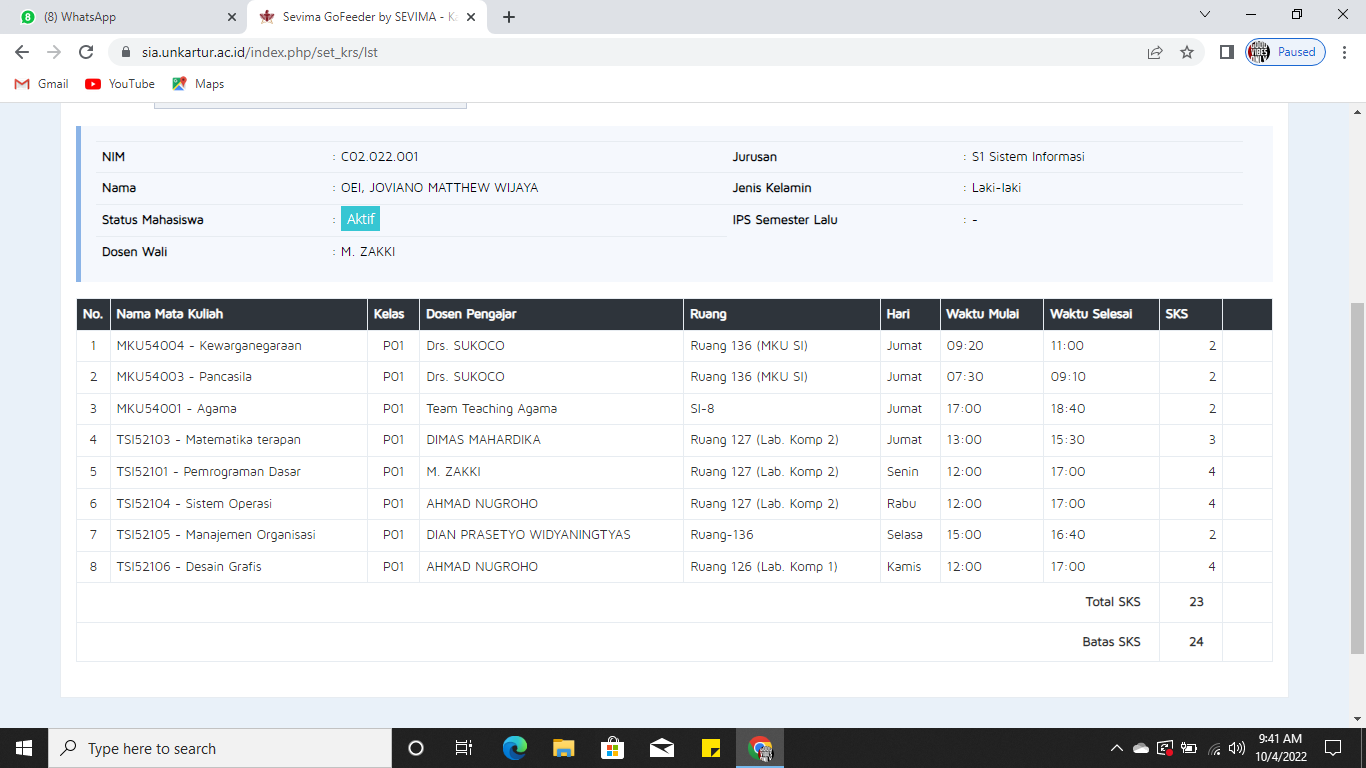 (8) WhatsApp
Sevima GoFeeder by SEVIMA - Ka
sia.unkartur.ac.id/index.php/set_krs/lst
Paused
Gmail YouTube Maps
NIM : C02.022.001 Jurusan : S1 Sistem Informasi
Nama : OEI, JOVIANO MATTHEW WIJAYA Jenis Kelamin : Laki-laki
Status Mahasiswa : Aktif IPS Semester Lalu : -
Dosen Wali : M. ZAKKI
No. Nama Mata Kuliah Kelas Dosen Pengajar Ruang Hari Waktu Mulai Waktu Selesai SKS
1 MKU54004 - Kewarganegaraan P01 Drs. SUKOCO Ruang 136 (MKU SI) Jumat 09:20 11:00 2
2 MKU54003 - Pancasila P01 Drs. SUKOCO Ruang 136 (MKU SI) Jumat 07:30 09:10 2
3 MKU54001 - Agama P01 Team Teaching Agama SI-8 Jumat 17:00 18:40 2
4 TSI52103 - Matematika terapan P01 DIMAS MAHARDIKA Ruang 127 (Lab. Komp 2) Jumat 13:00 15:30 3
5 TSI52101 - Pemrograman Dasar P01 M. ZAKKI Ruang 127 (Lab. Komp 2) Senin 12:00 17:00 4
6 TSI52104 - Sistem Operasi P01 AHMAD NUGROHO Ruang 127 (Lab. Komp 2) Rabu 12:00 17:00 4
7 TSI52105 - Manajemen Organisasi P01 DIAN PRASETYO WIDYANINGTYAS Ruang-136 Selasa 15:00 16:40 2
8 TSI52106 - Desain Grafis P01 AHMAD NUGROHO Ruang 126 (Lab. Komp 1) Kamis 12:00 17:00 4
Total SKS 23
Batas SKS 24
Type here to search
9:41 AM
10/4/2022